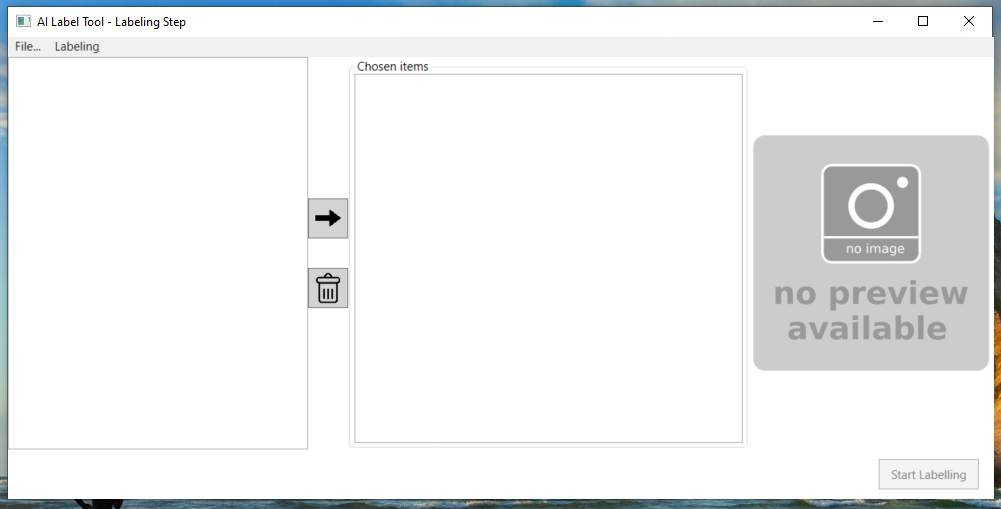 AI Label Tool - Labeling Step
File... Labeling
Chosen items
no image
no preview
available
Start Labelling